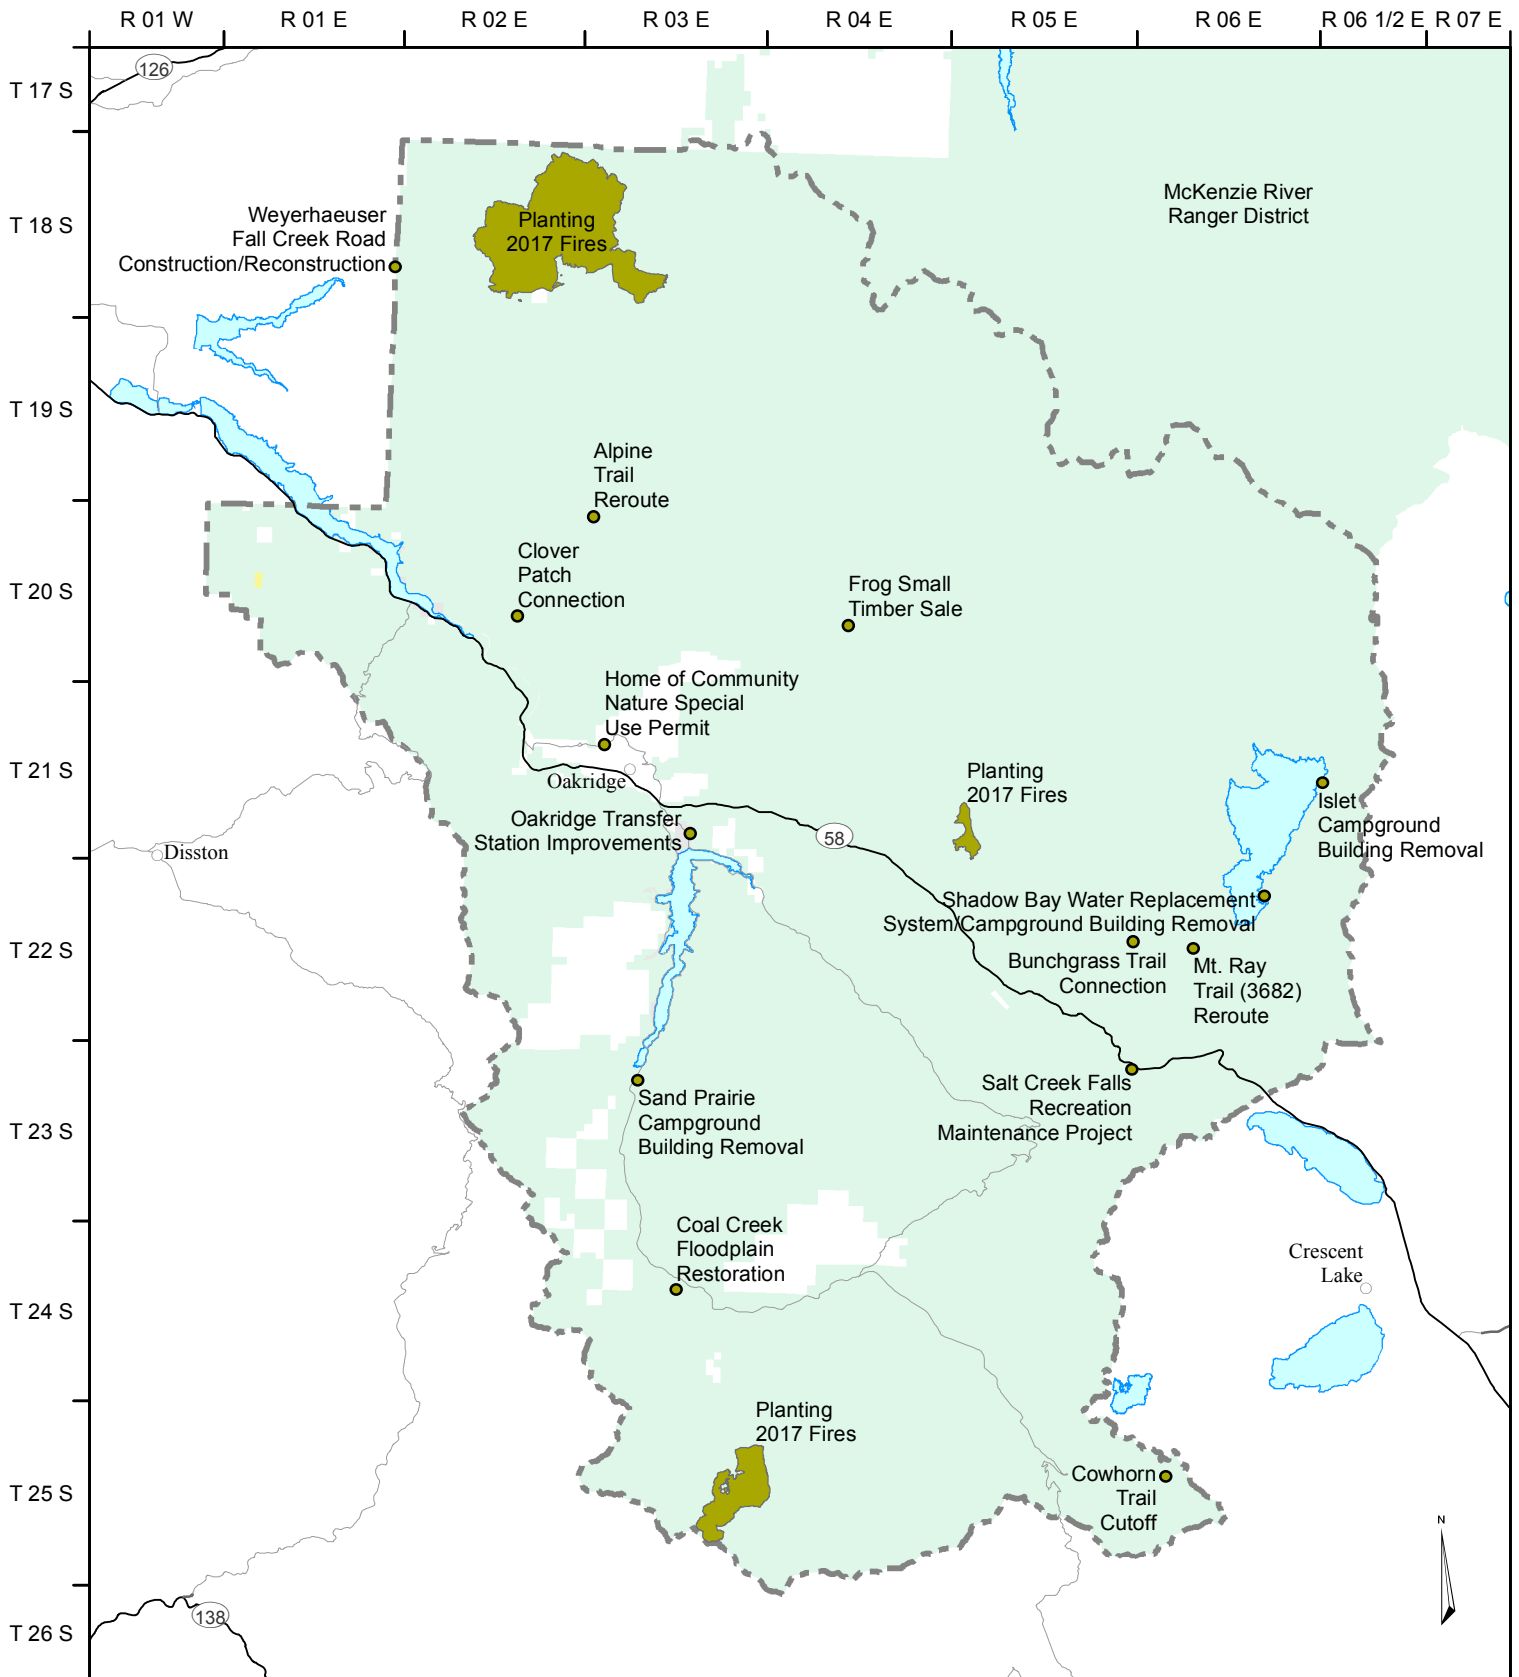 R 01 W
R 01 E
R 02 E
R 03 E
R 04 E
R 05 E
R 06 E
R 06 1/2 E
R 07 E
126
T 17 S
McKenzie River
Ranger District
T 18 S
Weyerhaeuser
Fall Creek Road
Construction/Reconstruction
Planting
2017 Fires
T 19 S
Alpine
Trail
Reroute
Clover
Patch
Connection
T 20 S
Frog Small
Timber Sale
Home of Community
Nature Special
Use Permit
T 21 S
Oakridge
Planting
2017 Fires
Islet
Campground
Building Removal
Oakridge Transfer
Station Improvements
58
Disston
Shadow Bay Water Replacement
System/Campground Building Removal
T 22 S
Bunchgrass Trail
Connection
Mt. Ray
Trail (3682)
Reroute
Salt Creek Falls
Recreation
Maintenance Project
Sand Prairie
Campground
Building Removal
T 23 S
Coal Creek
Floodplain
Restoration
Crescent
Lake
T 24 S
Planting
2017 Fires
T 25 S
Cowhorn
Trail
Cutoff
N
138
T 26 S